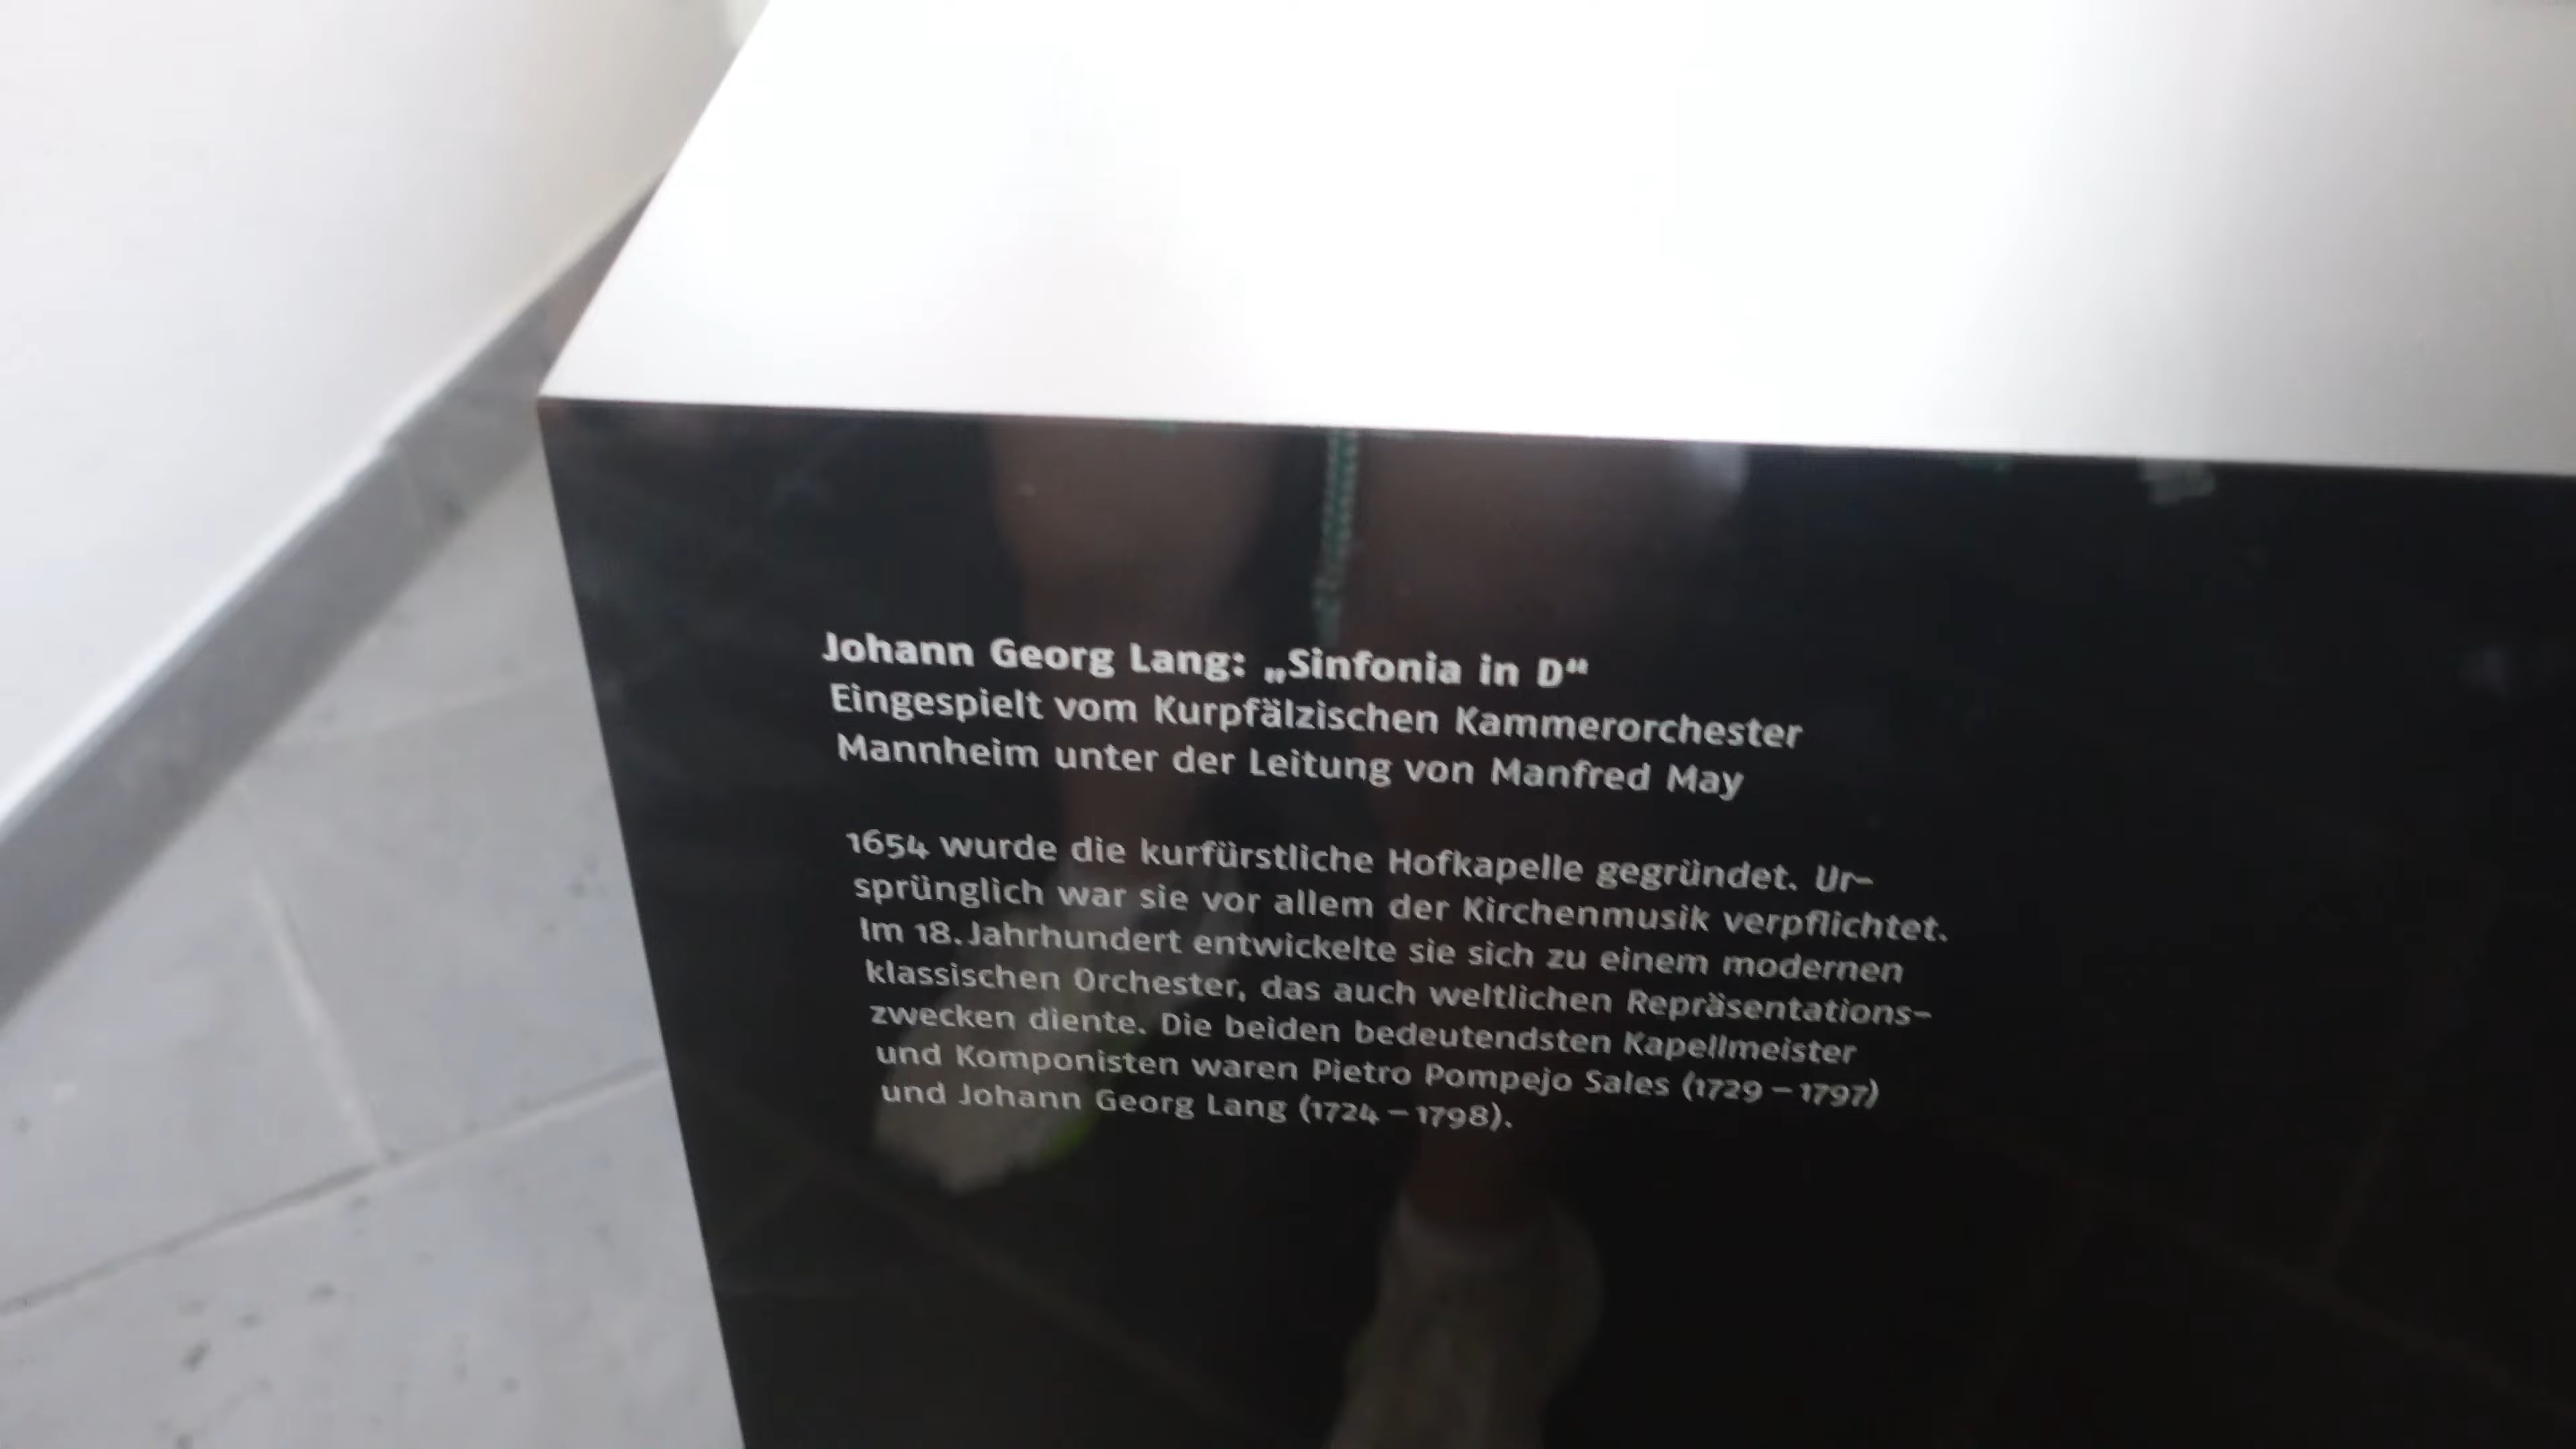 Johann Georg Lang: „Sinfonia in D“
Eingespielt vom Kurpfälzischen Kammerorchester
Mannheim unter der Leitung von Manfred May
1654 wurde die kurfürstliche Hofkapelle gegründet. Ur-
sprünglich war sie vor allem der Kirchenmusik verpflichtet.
Im 18. Jahrhundert entwickelte sie sich zu einem modernen
klassischen Orchester, das auch weltlichen Repräsentations-
zwecken diente. Die beiden bedeutendsten Kapellmeister
und Komponisten waren Pietro Pompejo Sales (1729 – 1797)
und Johann Georg Lang (1724 – 1798).